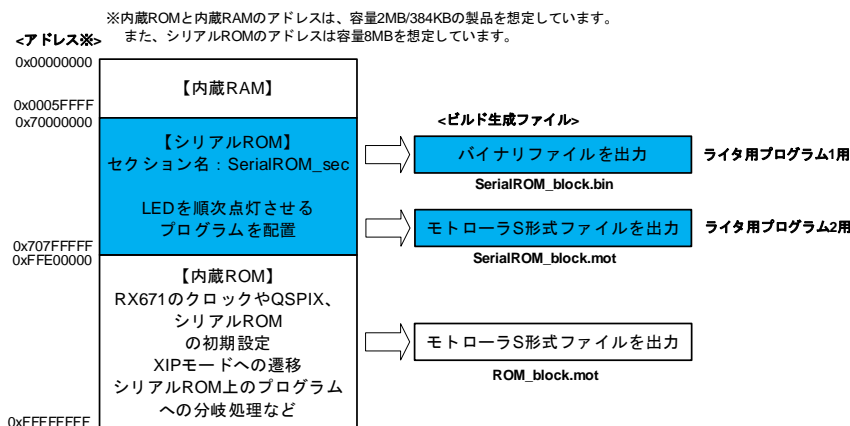 ※内蔵ROMと内蔵RAMのアドレスは、容量2MB/384KBの製品を想定しています。
また、シリアルROMのアドレスは容量8MBを想定しています。
<アドレス※>
0x00000000
【内蔵RAM】
0x0005FFFF
0x70000000
<ビルド生成ファイル>
【シリアルROM】
セクション名：SerialROM_sec
バイナリファイルを出力
ライタ用プログラム1用
SerialROM_block.bin
LEDを順次点灯させる
プログラムを配置
モトローラS形式ファイルを出力
ライタ用プログラム2用
SerialROM_block.mot
0x707FFFFF
0xFFE00000
【内蔵ROM】
RX671のクロックやQSPIX、
シリアルROM
の初期設定
XIPモードへの遷移
シリアルROM上のプログラム
への分岐処理など
モトローラS形式ファイルを出力
ROM_block.mot
0xFFFFFFFF